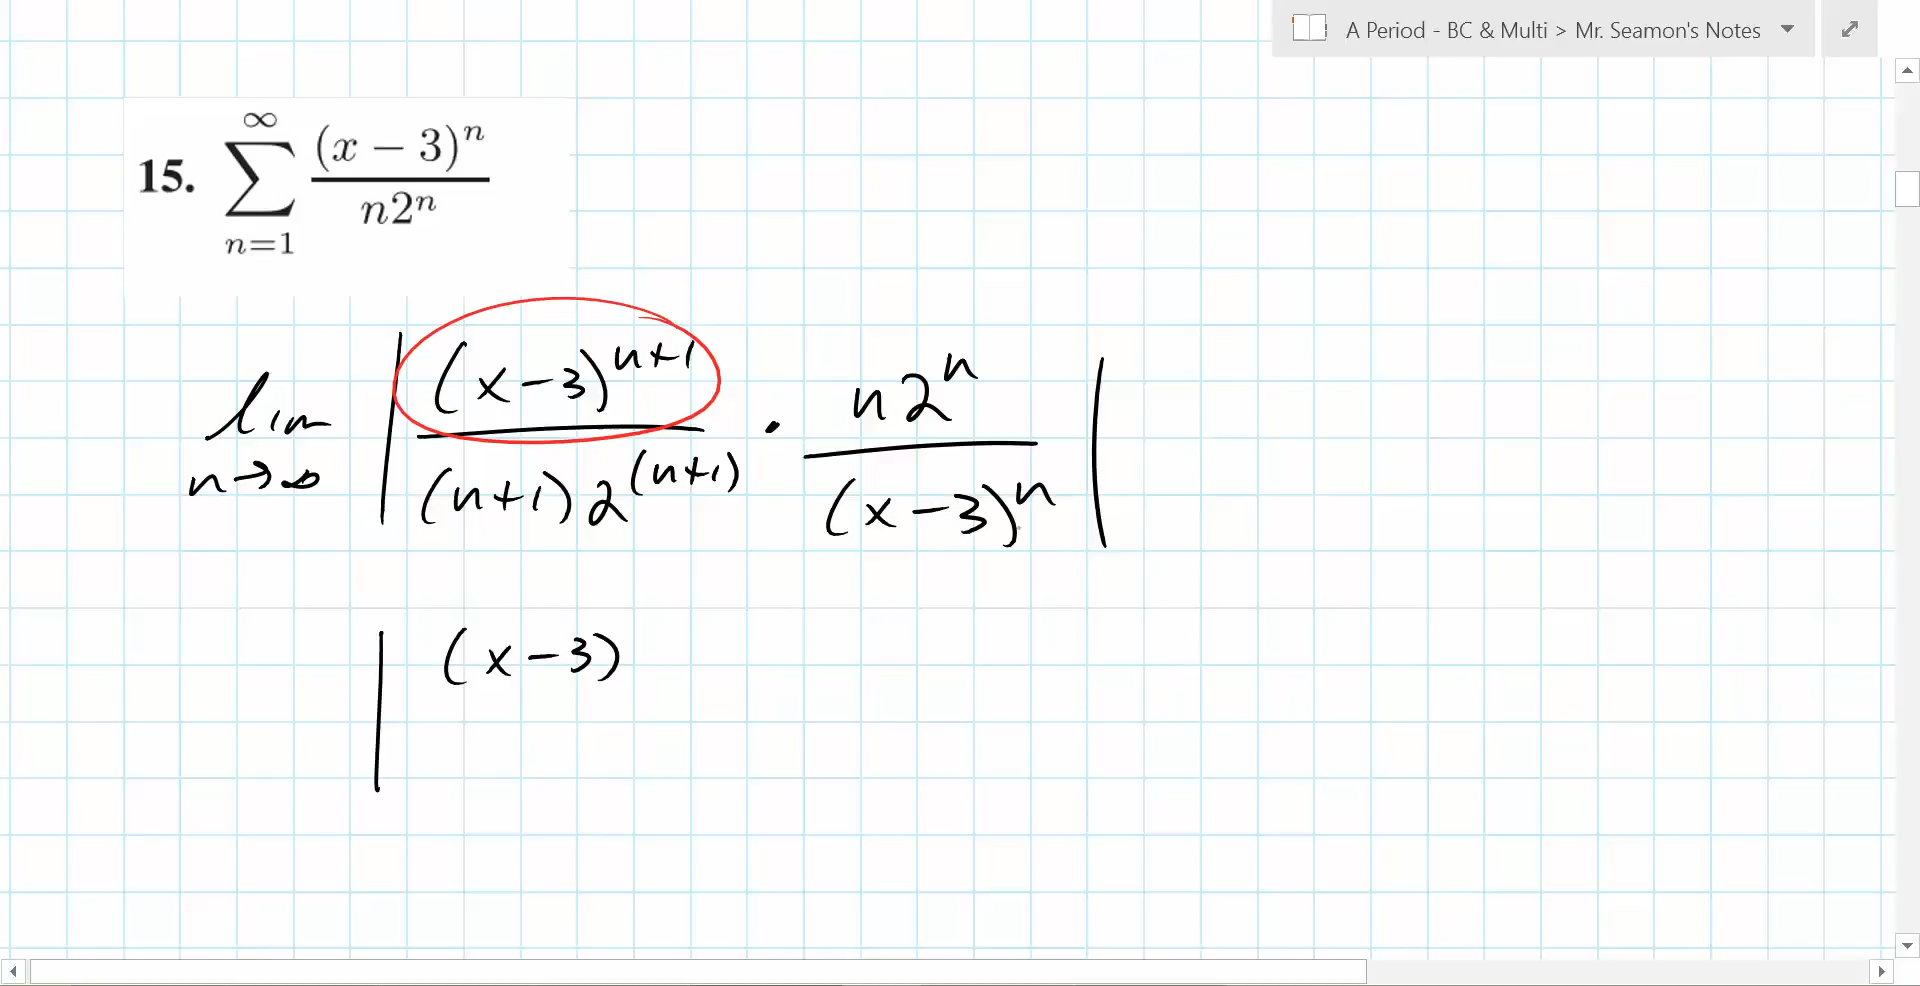 A Period - BC & Multi > Mr. Seamon's Notes
15. ∑_{n=1}^{∞} (x − 3)^n / n2^n
lim_{n→∞} | (x−3)^{n+1} / (n+1)2^{(n+1)} · n2^n / (x−3)^n |
| (x−3)